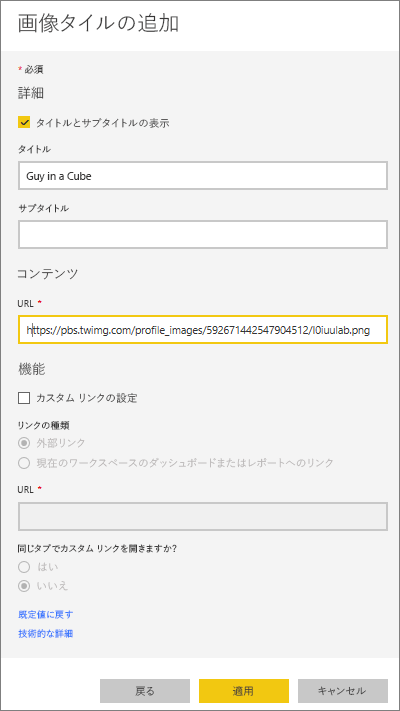 画像タイルの追加
* 必須
詳細
タイトルとサブタイトルの表示
タイトル
Guy in a Cube
サブタイトル
コンテンツ
URL *
https://pbs.twimg.com/profile_images/592671442547904512/I0iuulab.png
機能
カスタム リンクの設定
リンクの種類
外部リンク
現在のワークスペースのダッシュボードまたはレポートへのリンク
URL *
同じタブでカスタム リンクを開きますか?
はい
いいえ
既定値に戻す
技術的な詳細
戻る 適用 キャンセル